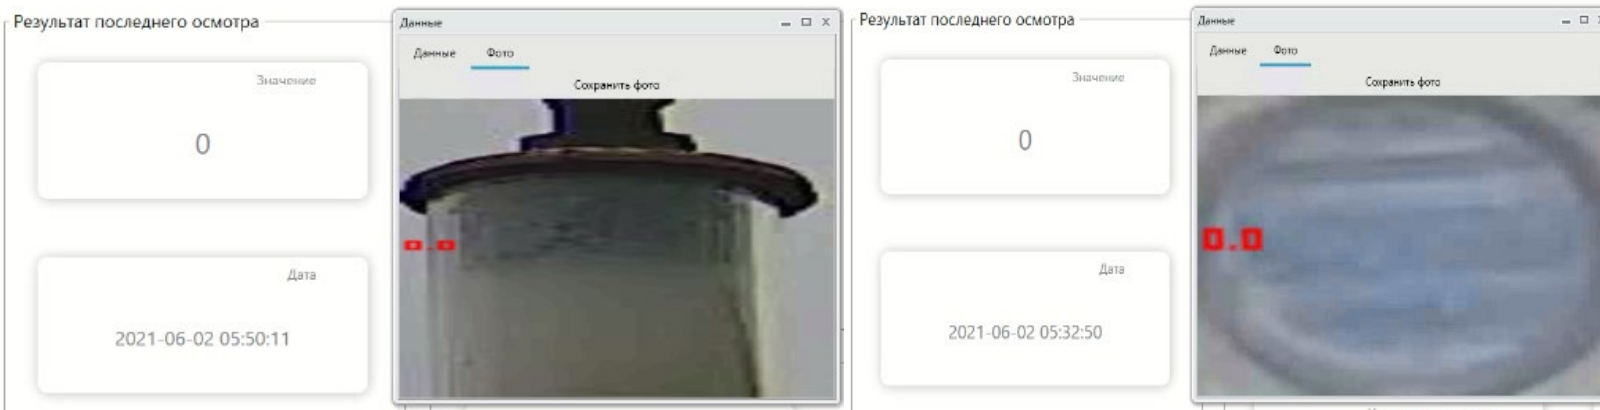 Результат последнего осмотра
Значение
0
Дата
2021-06-02 05:50:11
Данные
Данные Фото
Сохранить фото
0.0
Результат последнего осмотра
Значение
0
Дата
2021-06-02 05:32:50
Данные
Данные Фото
Сохранить фото
0.0